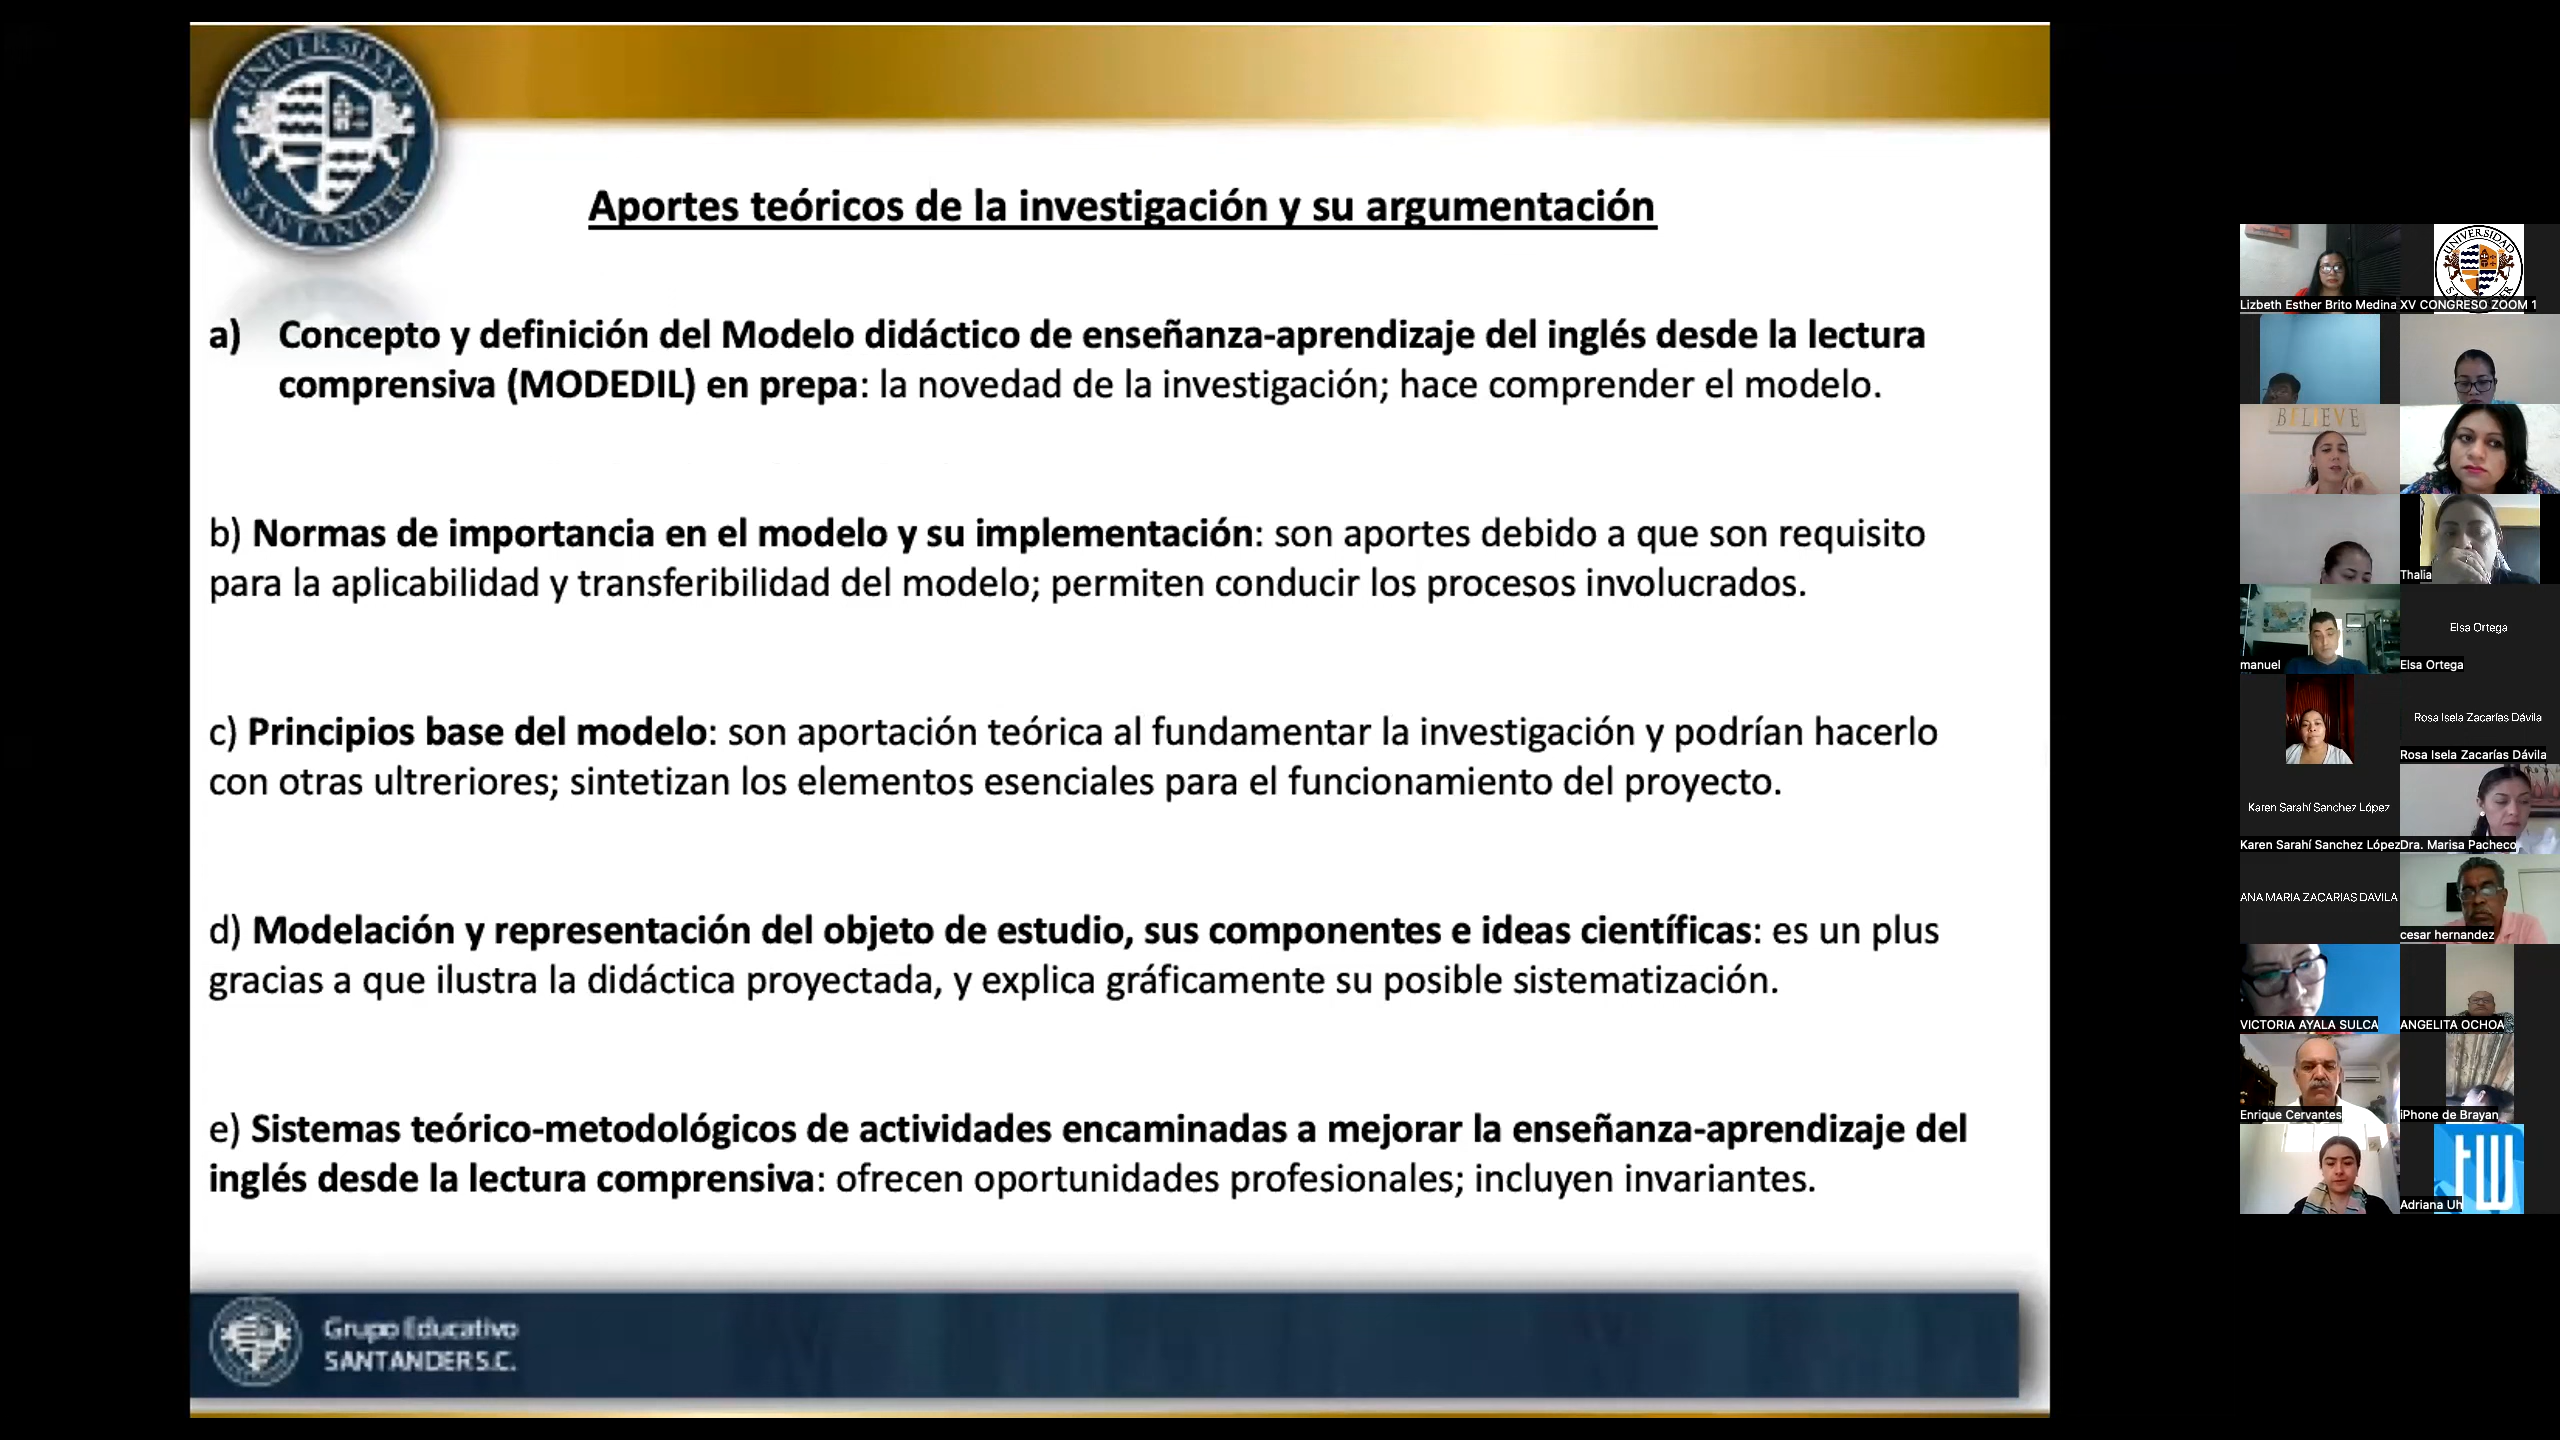 UNIVERSIDAD
SANTANDER
Aportes teóricos de la investigación y su argumentación
a) Concepto y definición del Modelo didáctico de enseñanza-aprendizaje del inglés desde la lectura
comprensiva (MODEDIL) en prepa: la novedad de la investigación; hace comprender el modelo.
b) Normas de importancia en el modelo y su implementación: son aportes debido a que son requisito
para la aplicabilidad y transferibilidad del modelo; permiten conducir los procesos involucrados.
c) Principios base del modelo: son aportación teórica al fundamentar la investigación y podrían hacerlo
con otras ultreriores; sintetizan los elementos esenciales para el funcionamiento del proyecto.
d) Modelación y representación del objeto de estudio, sus componentes e ideas científicas: es un plus
gracias a que ilustra la didáctica proyectada, y explica gráficamente su posible sistematización.
e) Sistemas teórico-metodológicos de actividades encaminadas a mejorar la enseñanza-aprendizaje del
inglés desde la lectura comprensiva: ofrecen oportunidades profesionales; incluyen invariantes.
Grupo Educativo
SANTANDER S.C.
UNIVERSIDAD
Lizbeth Esther Brito Medina
XV CONGRESO ZOOM 1
BELIEVE
Thalia
Elsa Ortega
manuel
Elsa Ortega
Rosa Isela Zacarías Dávila
Rosa Isela Zacarías Dávila
Karen Sarahí Sanchez López
Karen Sarahí Sanchez López
Dra. Marisa Pacheco
ANA MARIA ZACARIAS DAVILA
cesar hernandez
VICTORIA AYALA SULCA
ANGELITA OCHOA
Enrique Cervantes
iPhone de Brayan
Adriana Uh